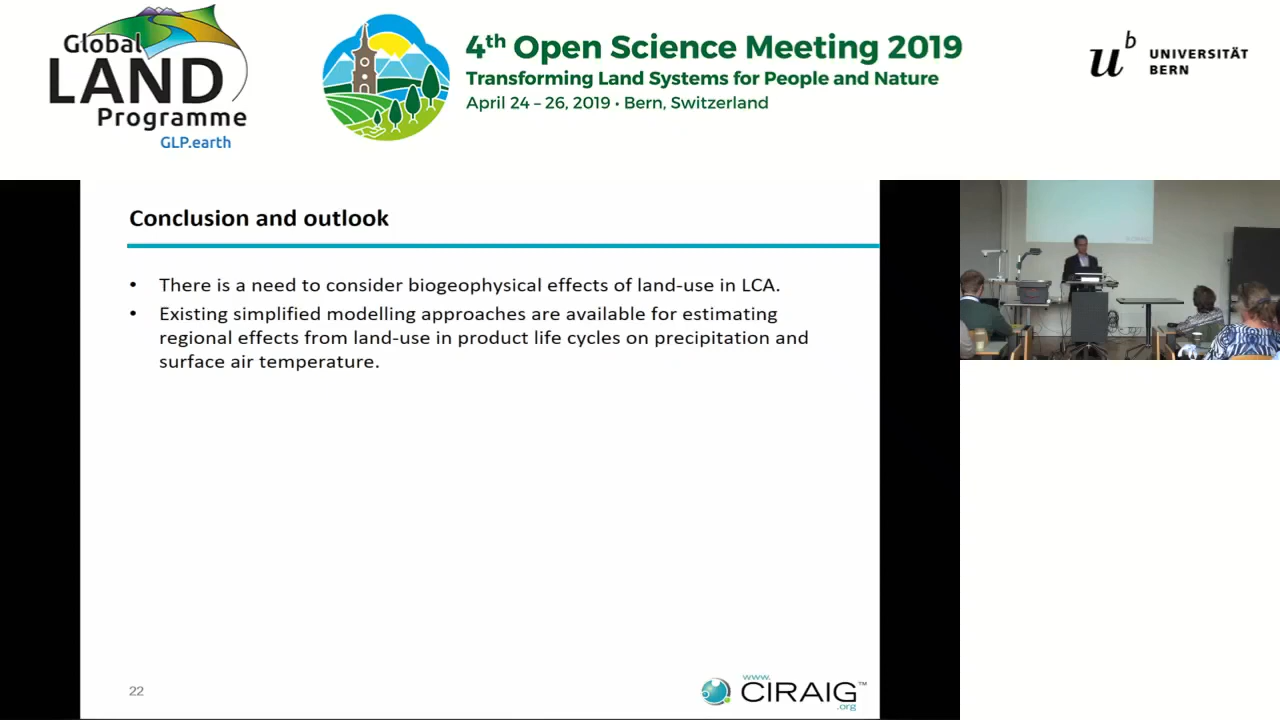 Global
LAND
Programme
GLP.earth
4th Open Science Meeting 2019
Transforming Land Systems for People and Nature
April 24 – 26, 2019 • Bern, Switzerland
u
b
UNIVERSITÄT
BERN
Conclusion and outlook
• There is a need to consider biogeophysical effects of land-use in LCA.
• Existing simplified modelling approaches are available for estimating
regional effects from land-use in product life cycles on precipitation and
surface air temperature.
22
www.
CIRAIG™
.org